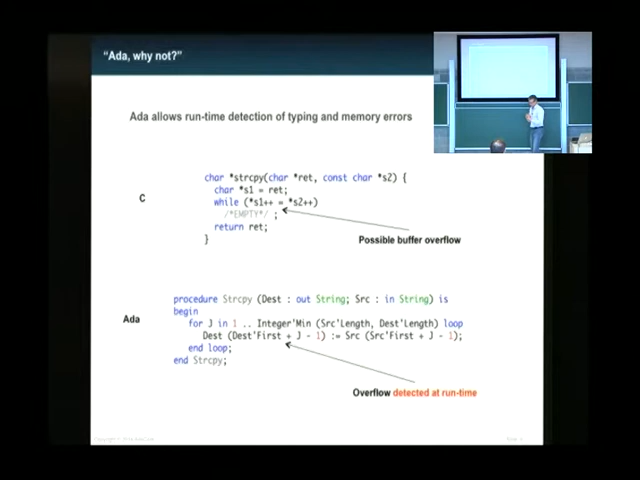 “Ada, why not?”
Ada allows run-time detection of typing and memory errors
C
char *strcpy(char *ret, const char *s2) {
char *s1 = ret;
while (*s1++ = *s2++)
/*EMPTY*/ ;
return ret;
}
Possible buffer overflow
Ada
procedure Strcpy (Dest : out String; Src : in String) is
begin
for J in 1 .. Integer'Min (Src'Length, Dest'Length) loop
Dest (Dest'First + J - 1) := Src (Src'First + J - 1);
end loop;
end Strcpy;
Overflow detected at run-time